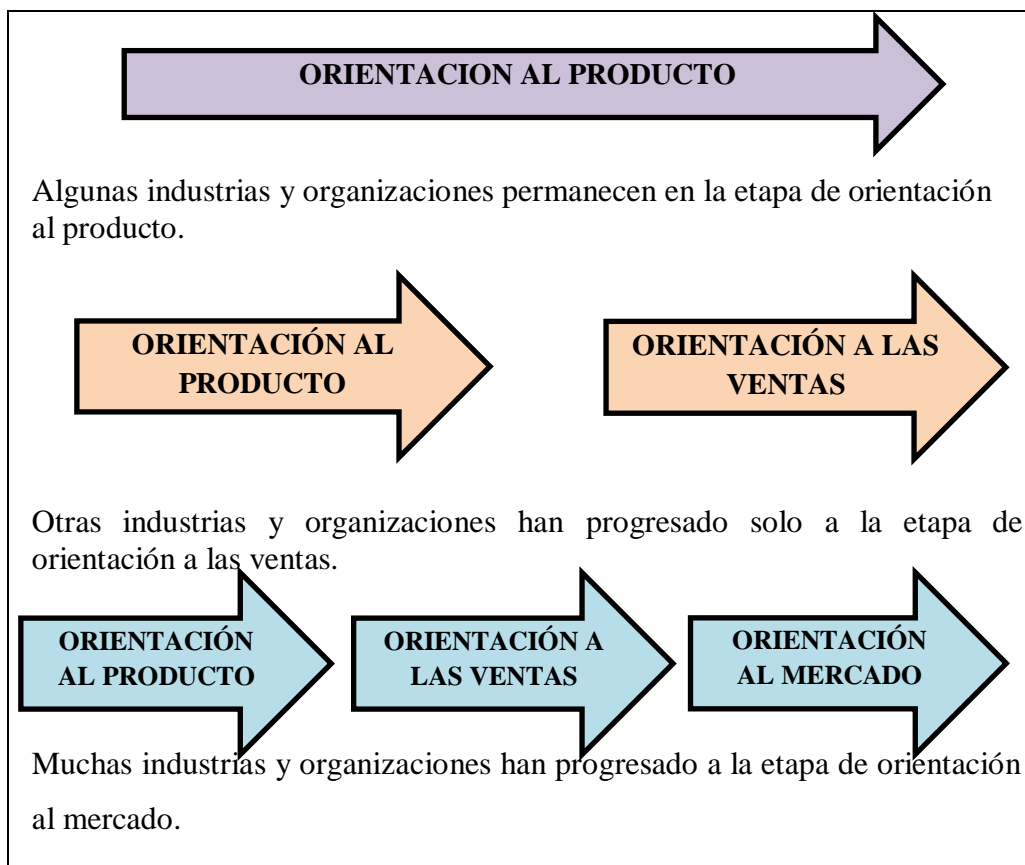 ORIENTACION AL PRODUCTO
Algunas industrias y organizaciones permanecen en la etapa de orientación
al producto.
ORIENTACIÓN AL
PRODUCTO
ORIENTACIÓN A LAS
VENTAS
Otras industrias y organizaciones han progresado solo a la etapa de
orientación a las ventas.
ORIENTACIÓN
AL PRODUCTO
ORIENTACIÓN A
LAS VENTAS
ORIENTACIÓN
AL MERCADO
Muchas industrias y organizaciones han progresado a la etapa de orientación
al mercado.